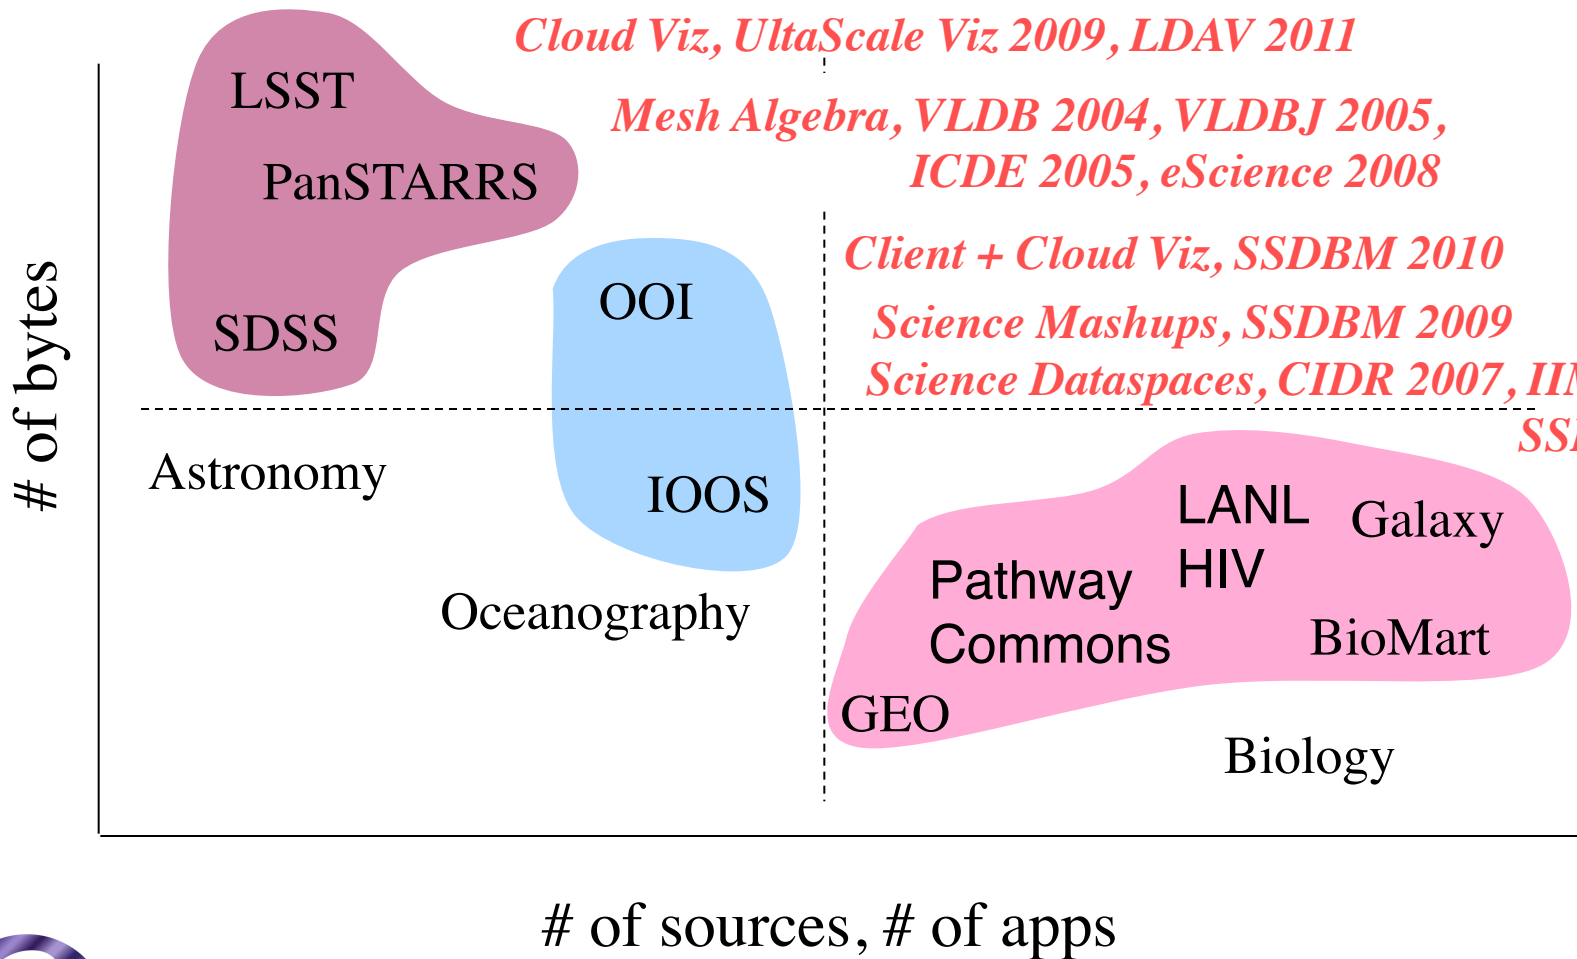 Cloud Viz, UltaScale Viz 2009, LDAV 2011
LSST
Mesh Algebra, VLDB 2004, VLDBJ 2005,
PanSTARRS
ICDE 2005, eScience 2008
Client + Cloud Viz, SSDBM 2010
OOI
SDSS
Science Mashups, SSDBM 2009
Science Dataspaces, CIDR 2007,
# of bytes
Astronomy
IOOS
LANL
HIV
Galaxy
Pathway
Commons
Oceanography
BioMart
GEO
Biology
# of sources, # of apps